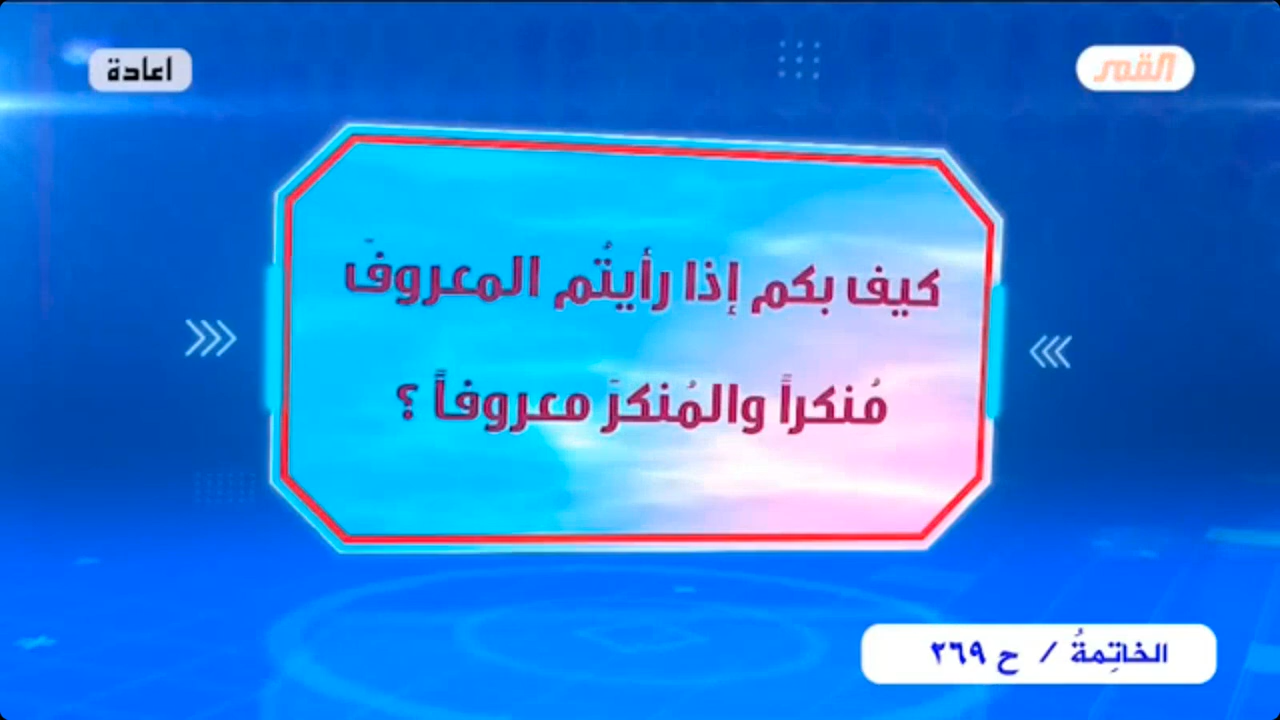 اعادة
القمر
كيف بكم إذا رأيتُم المعروفَ
مُنكراً والمُنكرَ معروفاً ؟
الخاتِمةُ / ح ٢٦٩